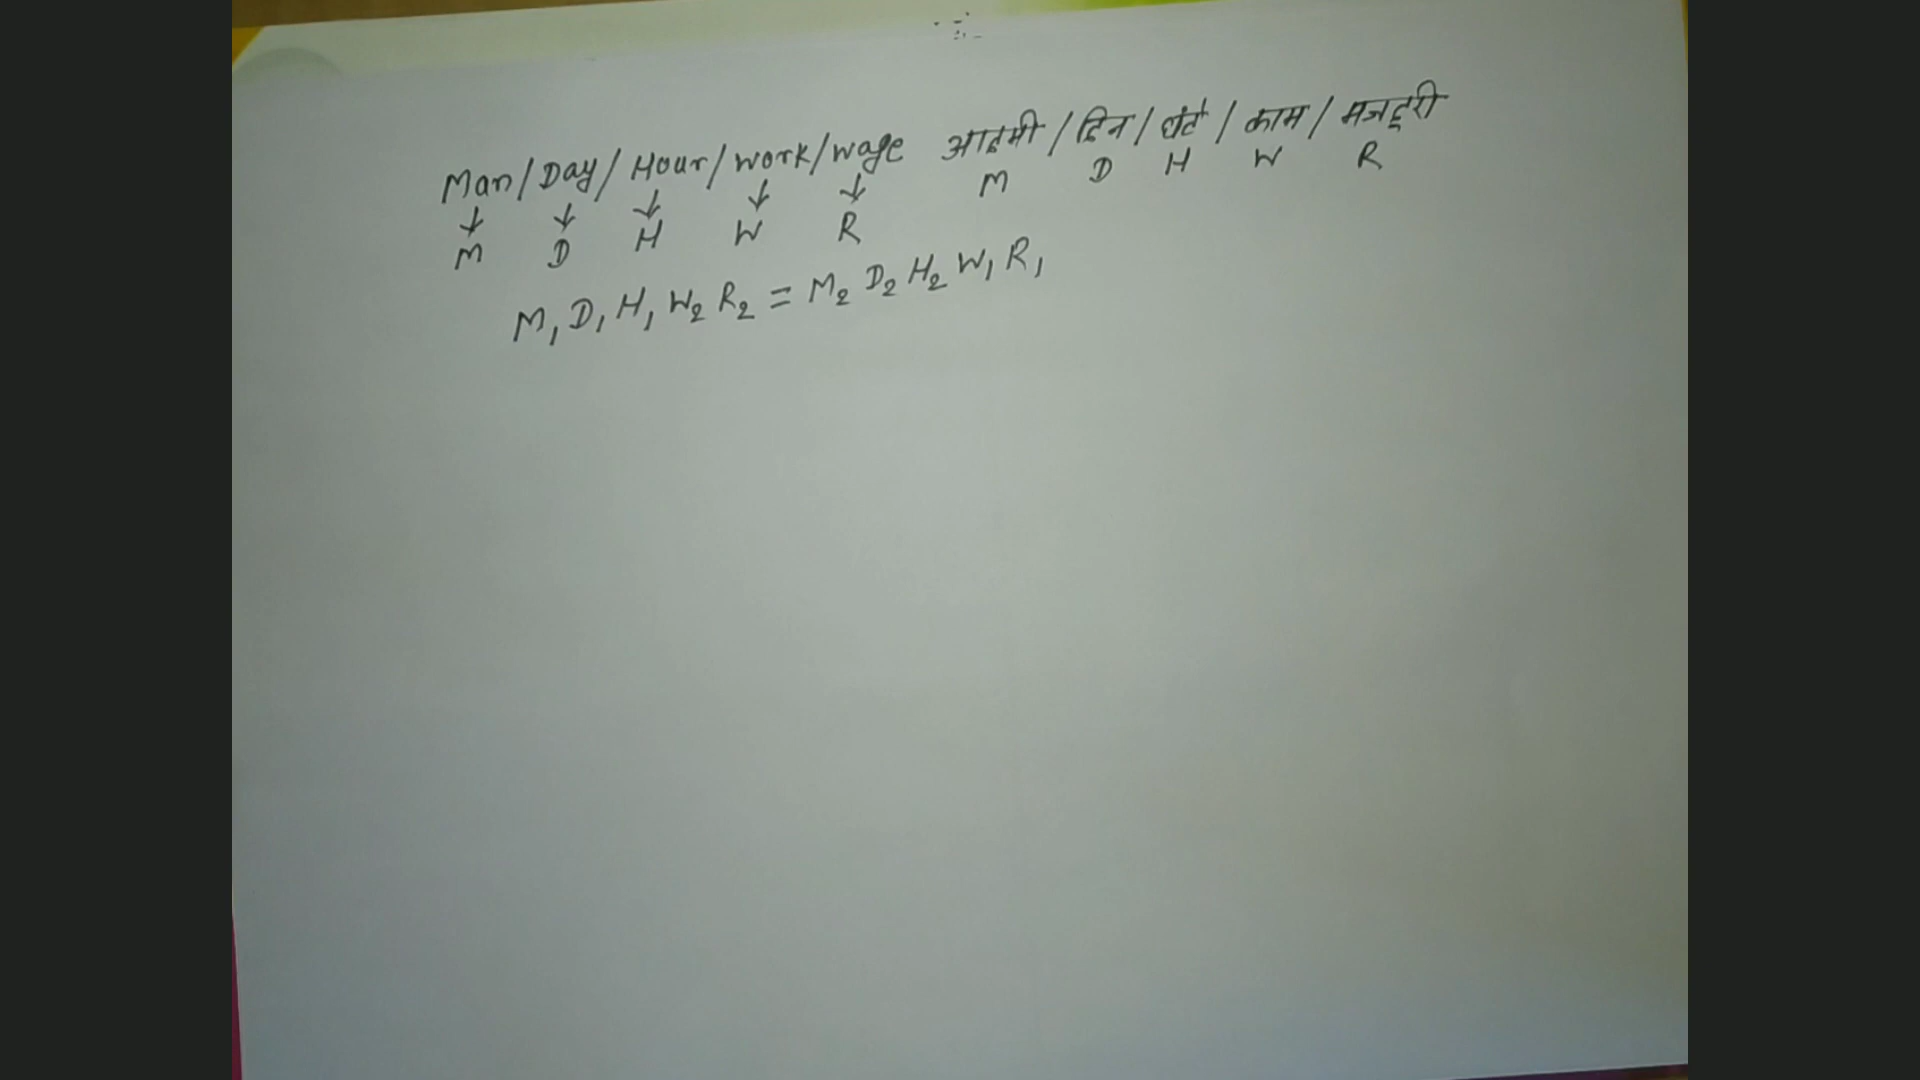 Man/Day/Hour/Work/Wage आदमी/दिन/घंटे/काम/मजदूरी
↓ ↓ ↓ ↓ ↓ M D H W R
M D H W R
M₁D₁H₁W₂R₂ = M₂D₂H₂W₁R₁